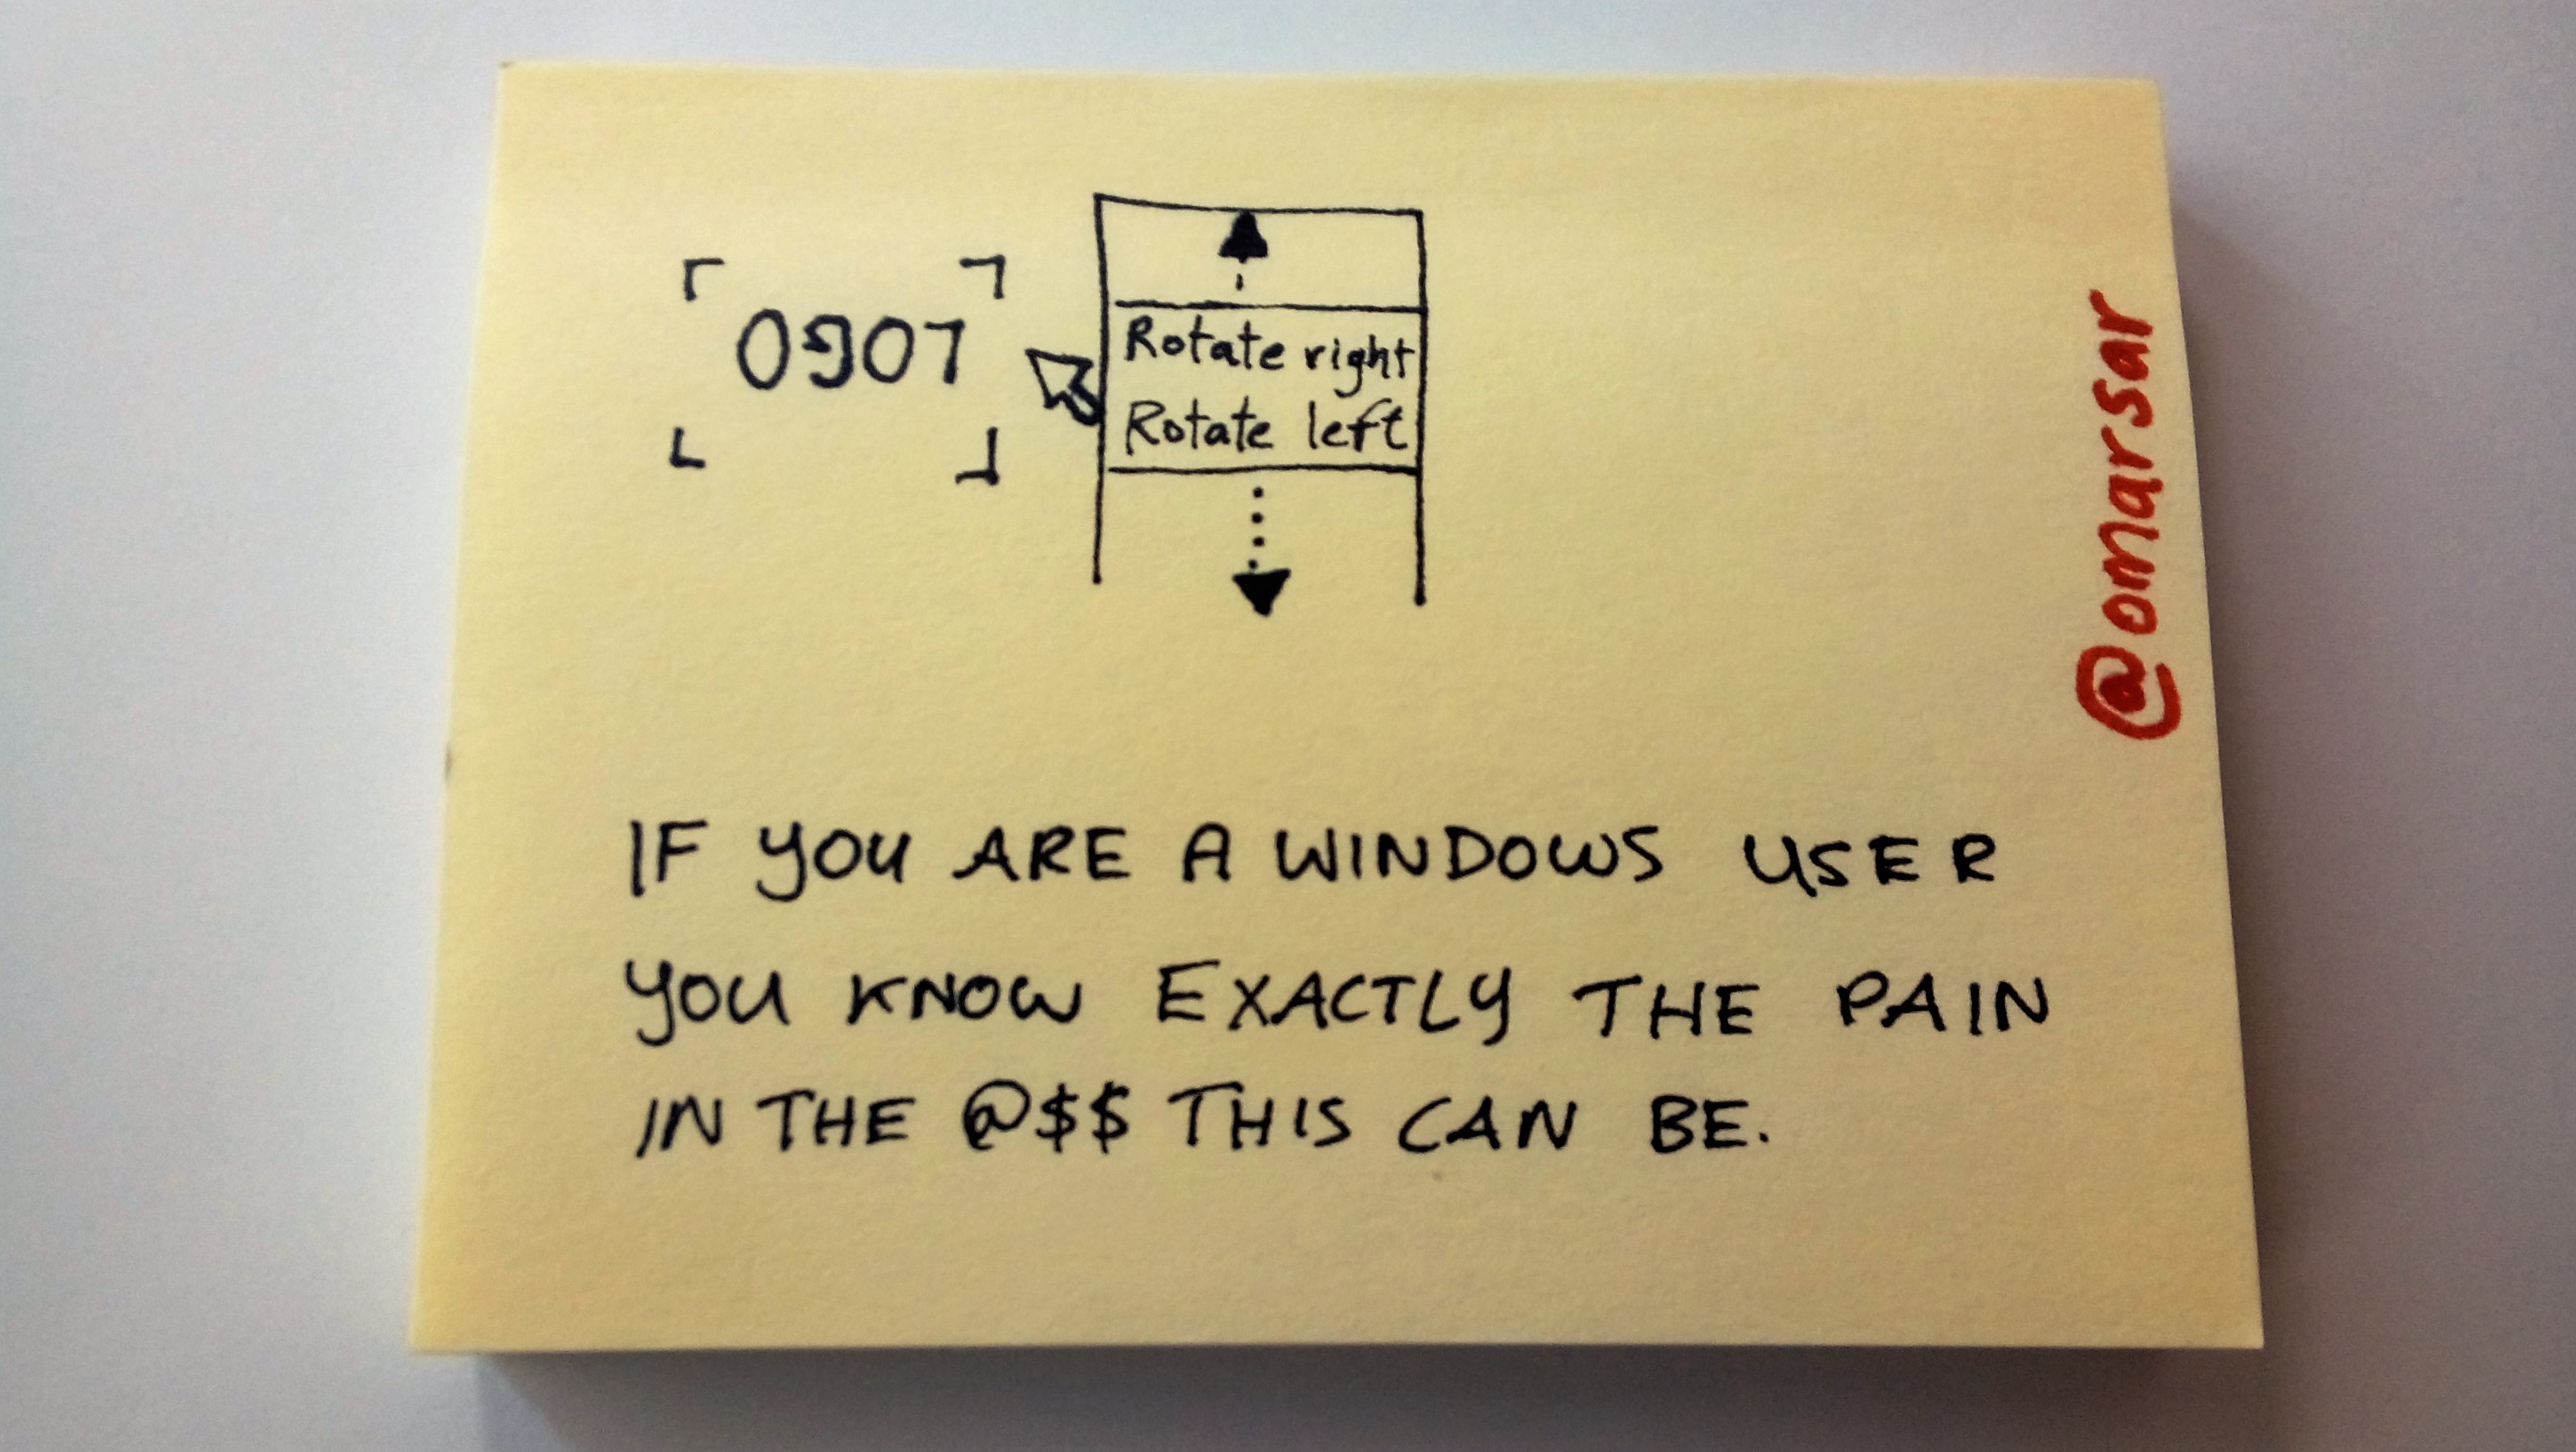 LOGO
Rotate right
Rotate left
@omarsar
IF YOU ARE A WINDOWS USER
YOU KNOW EXACTLY THE PAIN
IN THE @$$ THIS CAN BE.